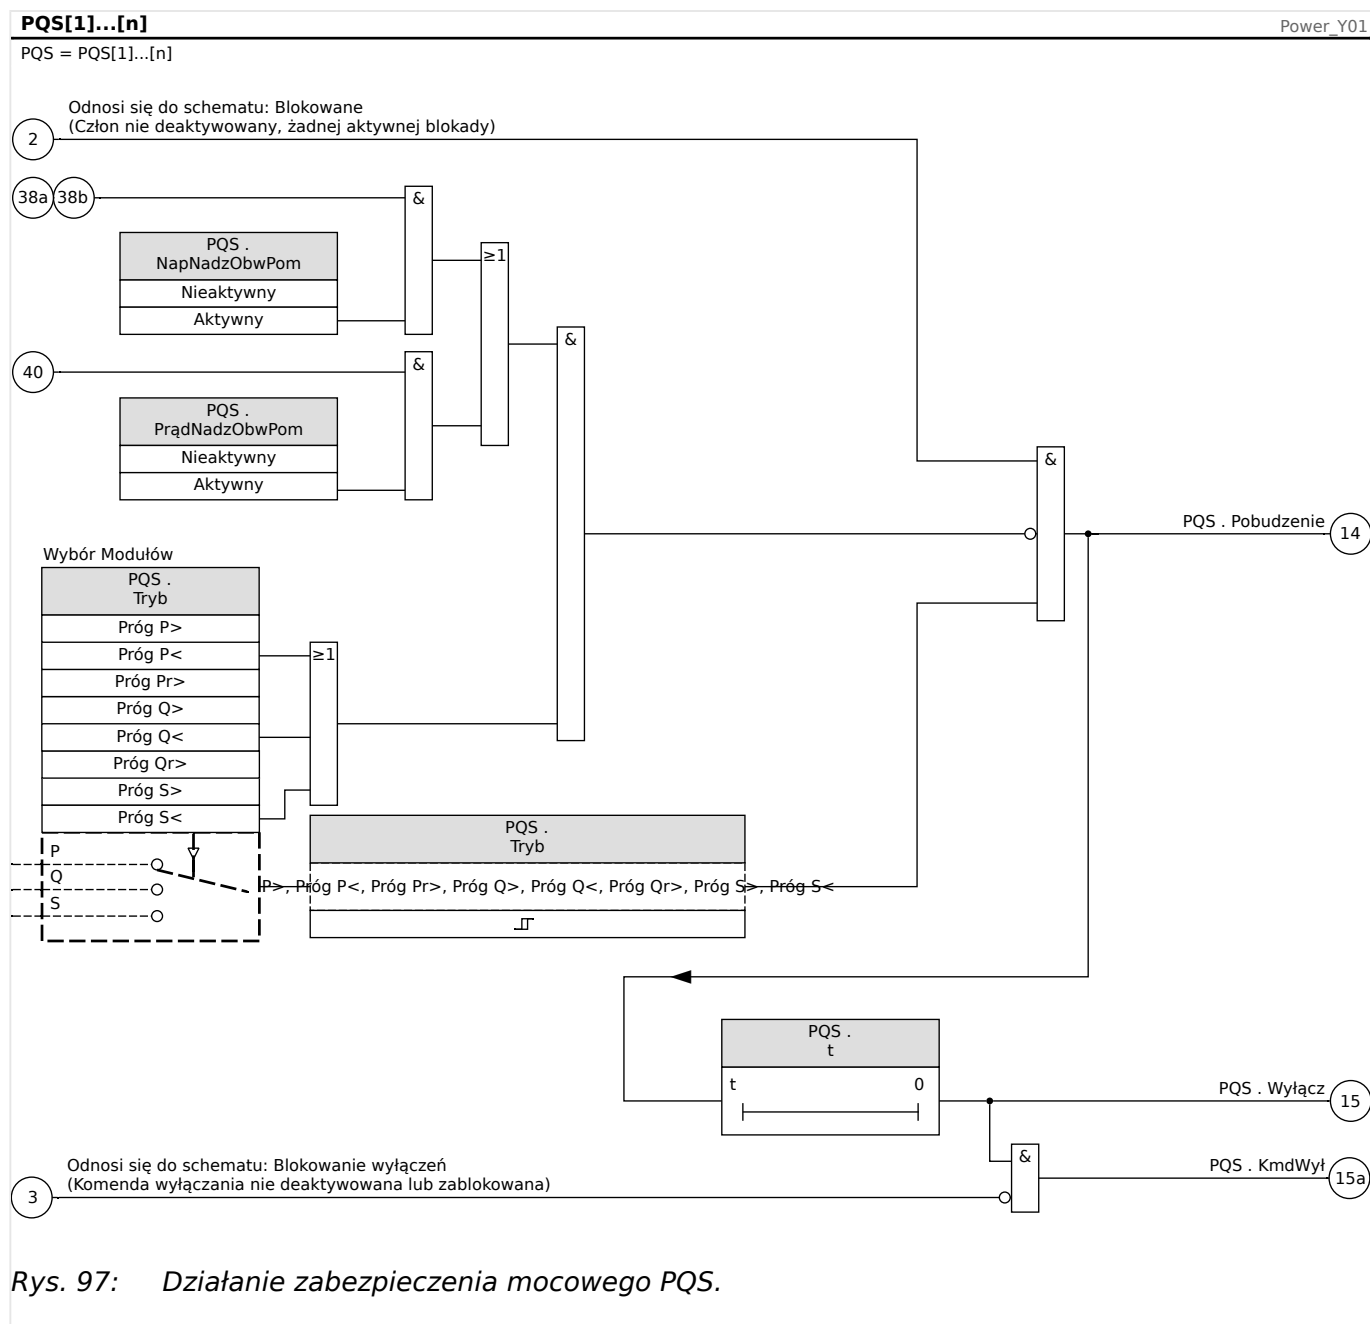 PQS[1]...[n]
Power_Y01
PQS = PQS[1]...[n]
Odnosi się do schematu: Blokowane
(Człon nie deaktywowany, żadnej aktywnej blokady)
2
38a 38b
&
PQS .
NapNadzObwPom
≥1
Nieaktywny
Aktywny
&
40
&
PQS .
PrądNadzObwPom
Nieaktywny
Aktywny
&
PQS . Pobudzenie
14
Wybór Modułów
PQS .
Tryb
Próg P>
Próg P<
≥1
Próg Pr>
Próg Q>
Próg Q<
Próg Qr>
Próg S>
Próg S<
PQS .
Tryb
P
Q
S
P>, Próg P<, Próg Pr>, Próg Q>, Próg Q<, Próg Qr>, Próg S>, Próg S<
PQS .
t
t 0
PQS . Wyłącz
15
Odnosi się do schematu: Blokowanie wyłączeń
(Komenda wyłączania nie deaktywowana lub zablokowana)
3
&
PQS . KmdWył
15a
Rys. 97: Działanie zabezpieczenia mocowego PQS.